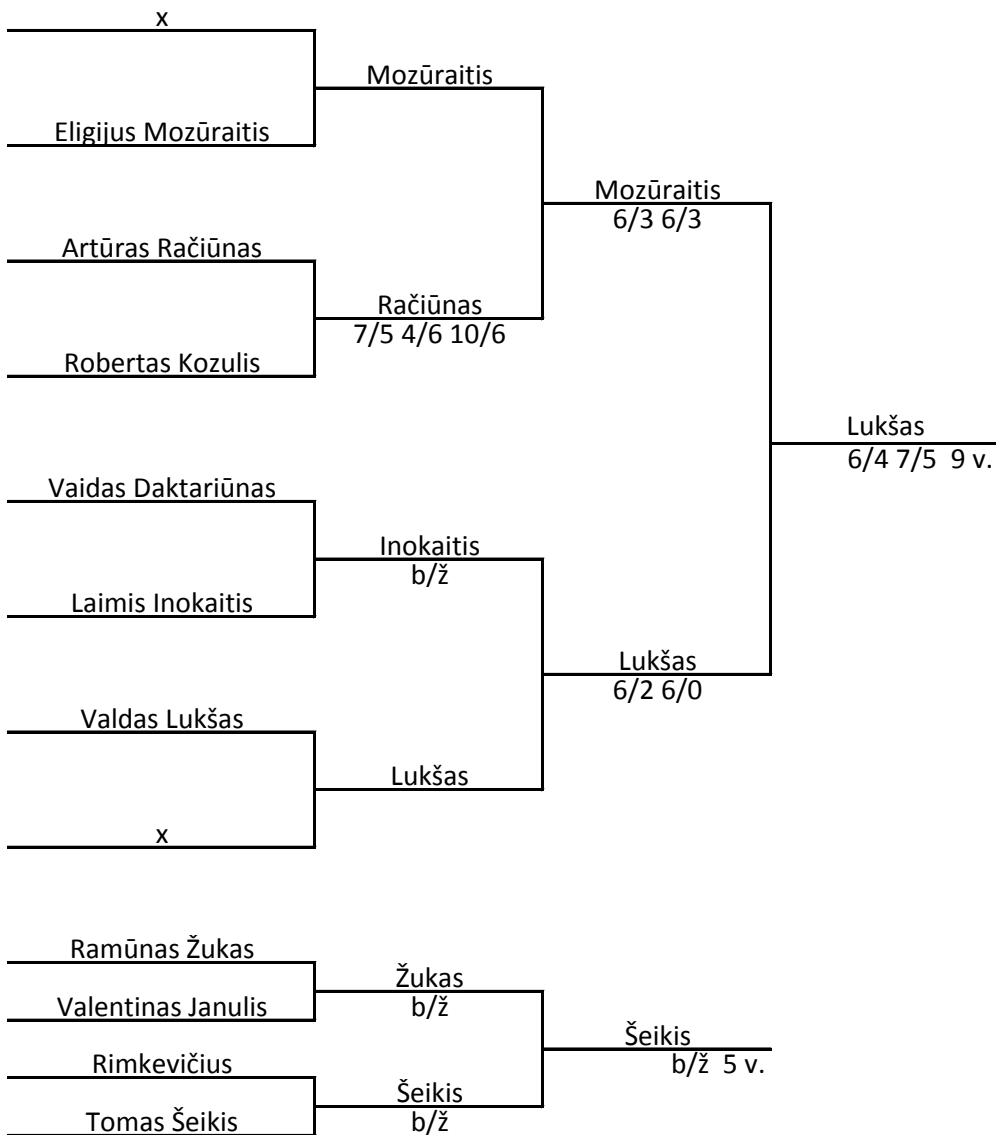 x
Mozūraitis
Eligijus Mozūraitis
Mozūraitis
6/3 6/3
Artūras Račiūnas
Račiūnas
7/5 4/6 10/6
Robertas Kozulis
Lukšas
6/4 7/5 9 v.
Vaidas Daktariūnas
Inokaitis
b/ž
Laimis Inokaitis
Lukšas
6/2 6/0
Valdas Lukšas
Lukšas
x
Ramūnas Žukas
Žukas
b/ž
Valentinas Janulis
Šeikis
b/ž 5 v.
Rimkevičius
Šeikis
b/ž
Tomas Šeikis